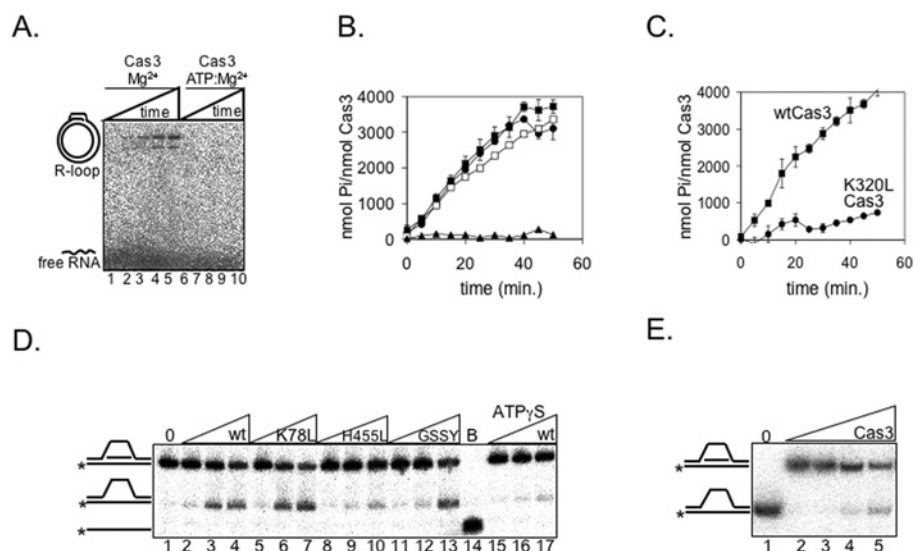 A.
Cas3
Mg2+
Cas3
ATP:Mg2+
time
time
R-loop
free RNA
1 2 3 4 5 6 7 8 9 10
B.
nmol Pi/nmol Cas3
4000
3000
2000
1000
0
0 20 40 60
time (min.)
C.
nmol Pi/nmol Cas3
4000
3000
2000
1000
0
wtCas3
K320L
Cas3
0 20 40 60
time (min.)
D.
ATPγS
0 wt K78L H455L GSSY B wt
*
*
*
1 2 3 4 5 6 7 8 9 10 11 12 13 14 15 16 17
E.
0 Cas3
*
*
1 2 3 4 5